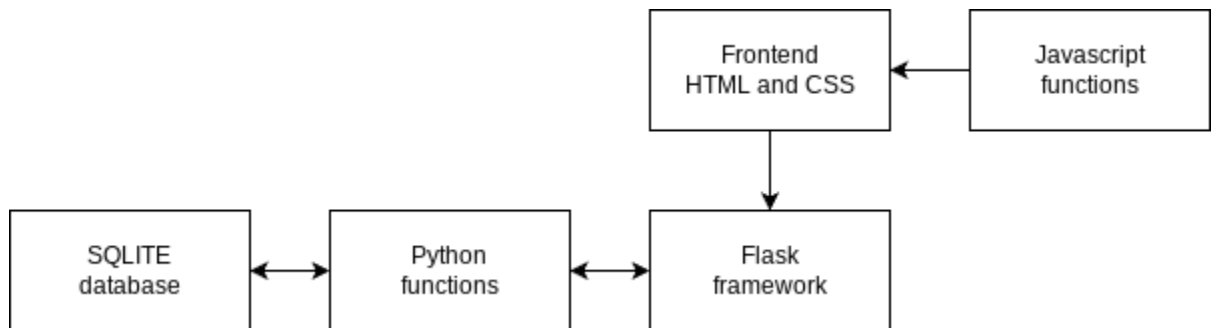 Frontend
HTML and CSS
Javascript
functions
SQLITE
database
Python
functions
Flask
framework